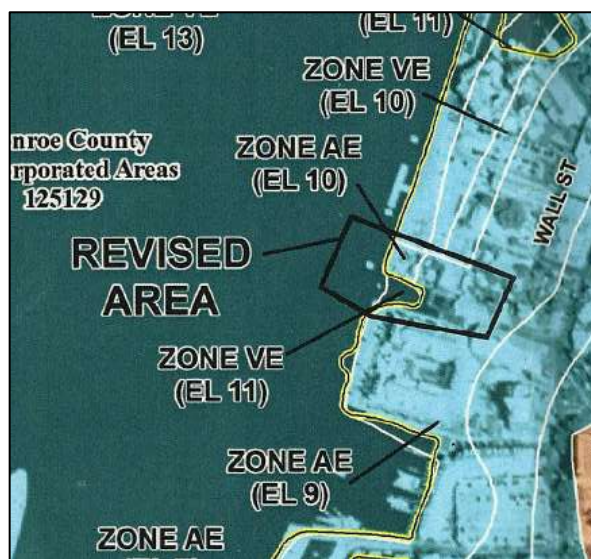 (EL 13)
(EL 11)
ZONE VE
(EL 10)
nroe County
rporated Areas
125129
ZONE AE
(EL 10)
WALL ST
REVISED
AREA
ZONE VE
(EL 11)
ZONE AE
(EL 9)
ZONE AE